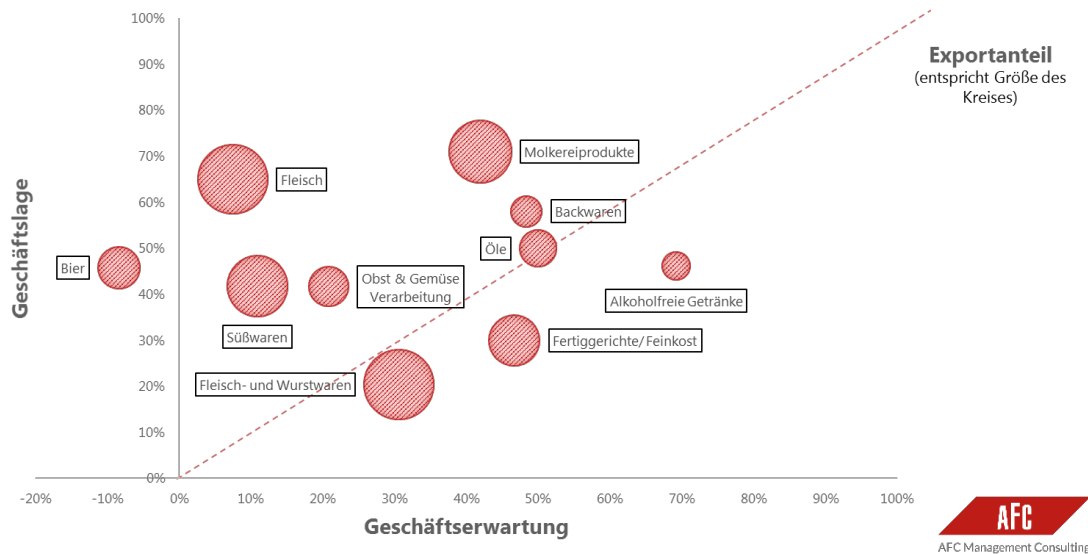 100%
90%
80%
70%
60%
50%
40%
30%
20%
10%
0%
-20%
-10%
0%
10%
20%
30%
40%
50%
60%
70%
80%
90%
100%
Geschäftslage
Geschäftserwartung
Exportanteil
(entspricht Größe des
Kreises)
Molkereiprodukte
Fleisch
Backwaren
Öle
Bier
Obst & Gemüse
Verarbeitung
Alkoholfreie Getränke
Süßwaren
Fertiggerichte/Feinkost
Fleisch- und Wurstwaren
AFC
AFC Management Consulting